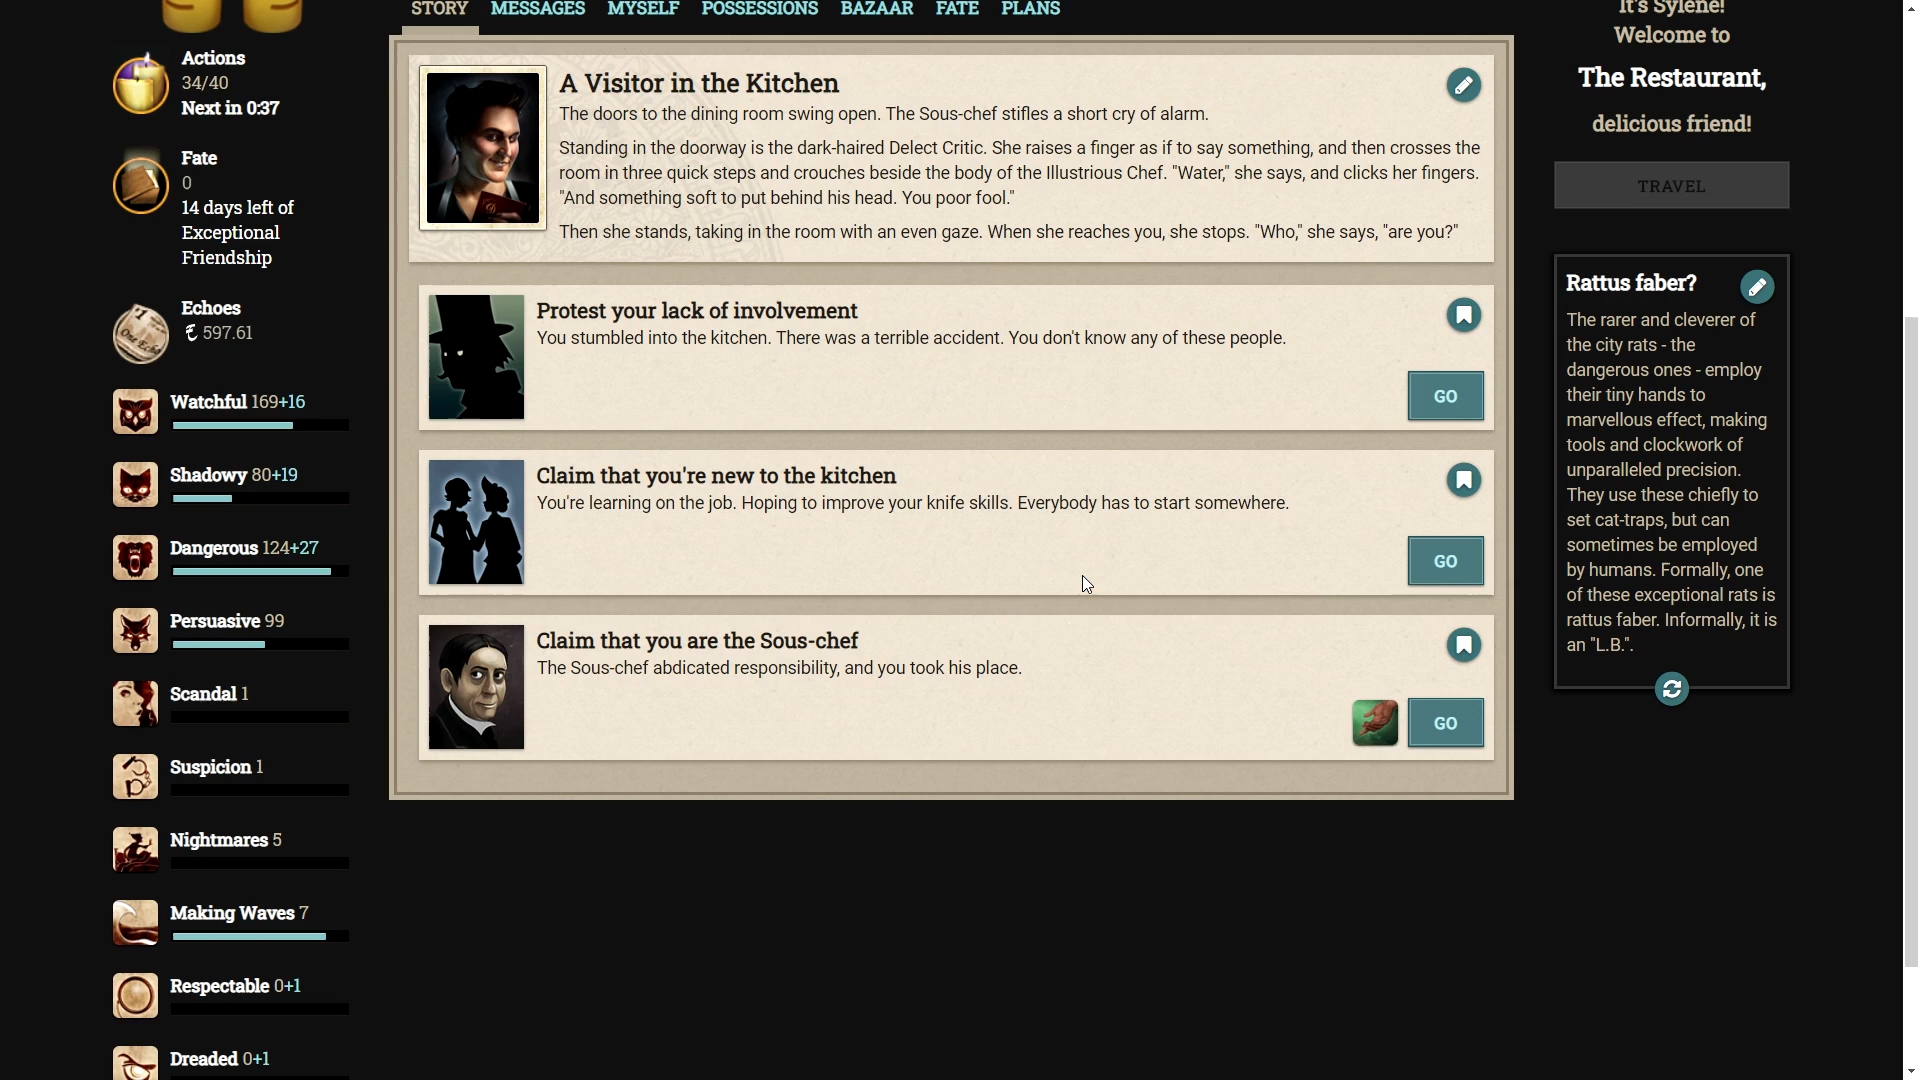 STORY MESSAGES MYSELF POSSESSIONS BAZAAR FATE PLANS
Actions
34/40
Next in 0:37
Fate
0
14 days left of
Exceptional
Friendship
Echoes
597.61
Watchful 169+16
Shadowy 80+19
Dangerous 124+27
Persuasive 99
Scandal 1
Suspicion 1
Nightmares 5
Making Waves 7
Respectable 0+1
Dreaded 0+1
A Visitor in the Kitchen
The doors to the dining room swing open. The Sous-chef stifles a short cry of alarm.
Standing in the doorway is the dark-haired Delect Critic. She raises a finger as if to say something, and then crosses the
room in three quick steps and crouches beside the body of the Illustrious Chef. "Water," she says, and clicks her fingers.
"And something soft to put behind his head. You poor fool."
Then she stands, taking in the room with an even gaze. When she reaches you, she stops. "Who," she says, "are you?"
Protest your lack of involvement
You stumbled into the kitchen. There was a terrible accident. You don't know any of these people.
GO
Claim that you're new to the kitchen
You're learning on the job. Hoping to improve your knife skills. Everybody has to start somewhere.
GO
Claim that you are the Sous-chef
The Sous-chef abdicated responsibility, and you took his place.
GO
It's Sylene!
Welcome to
The Restaurant,
delicious friend!
TRAVEL
Rattus faber?
The rarer and cleverer of
the city rats - the
dangerous ones - employ
their tiny hands to
marvellous effect, making
tools and clockwork of
unparalleled precision.
They use these chiefly to
set cat-traps, but can
sometimes be employed
by humans. Formally, one
of these exceptional rats is
rattus faber. Informally, it is
an "L.B.".